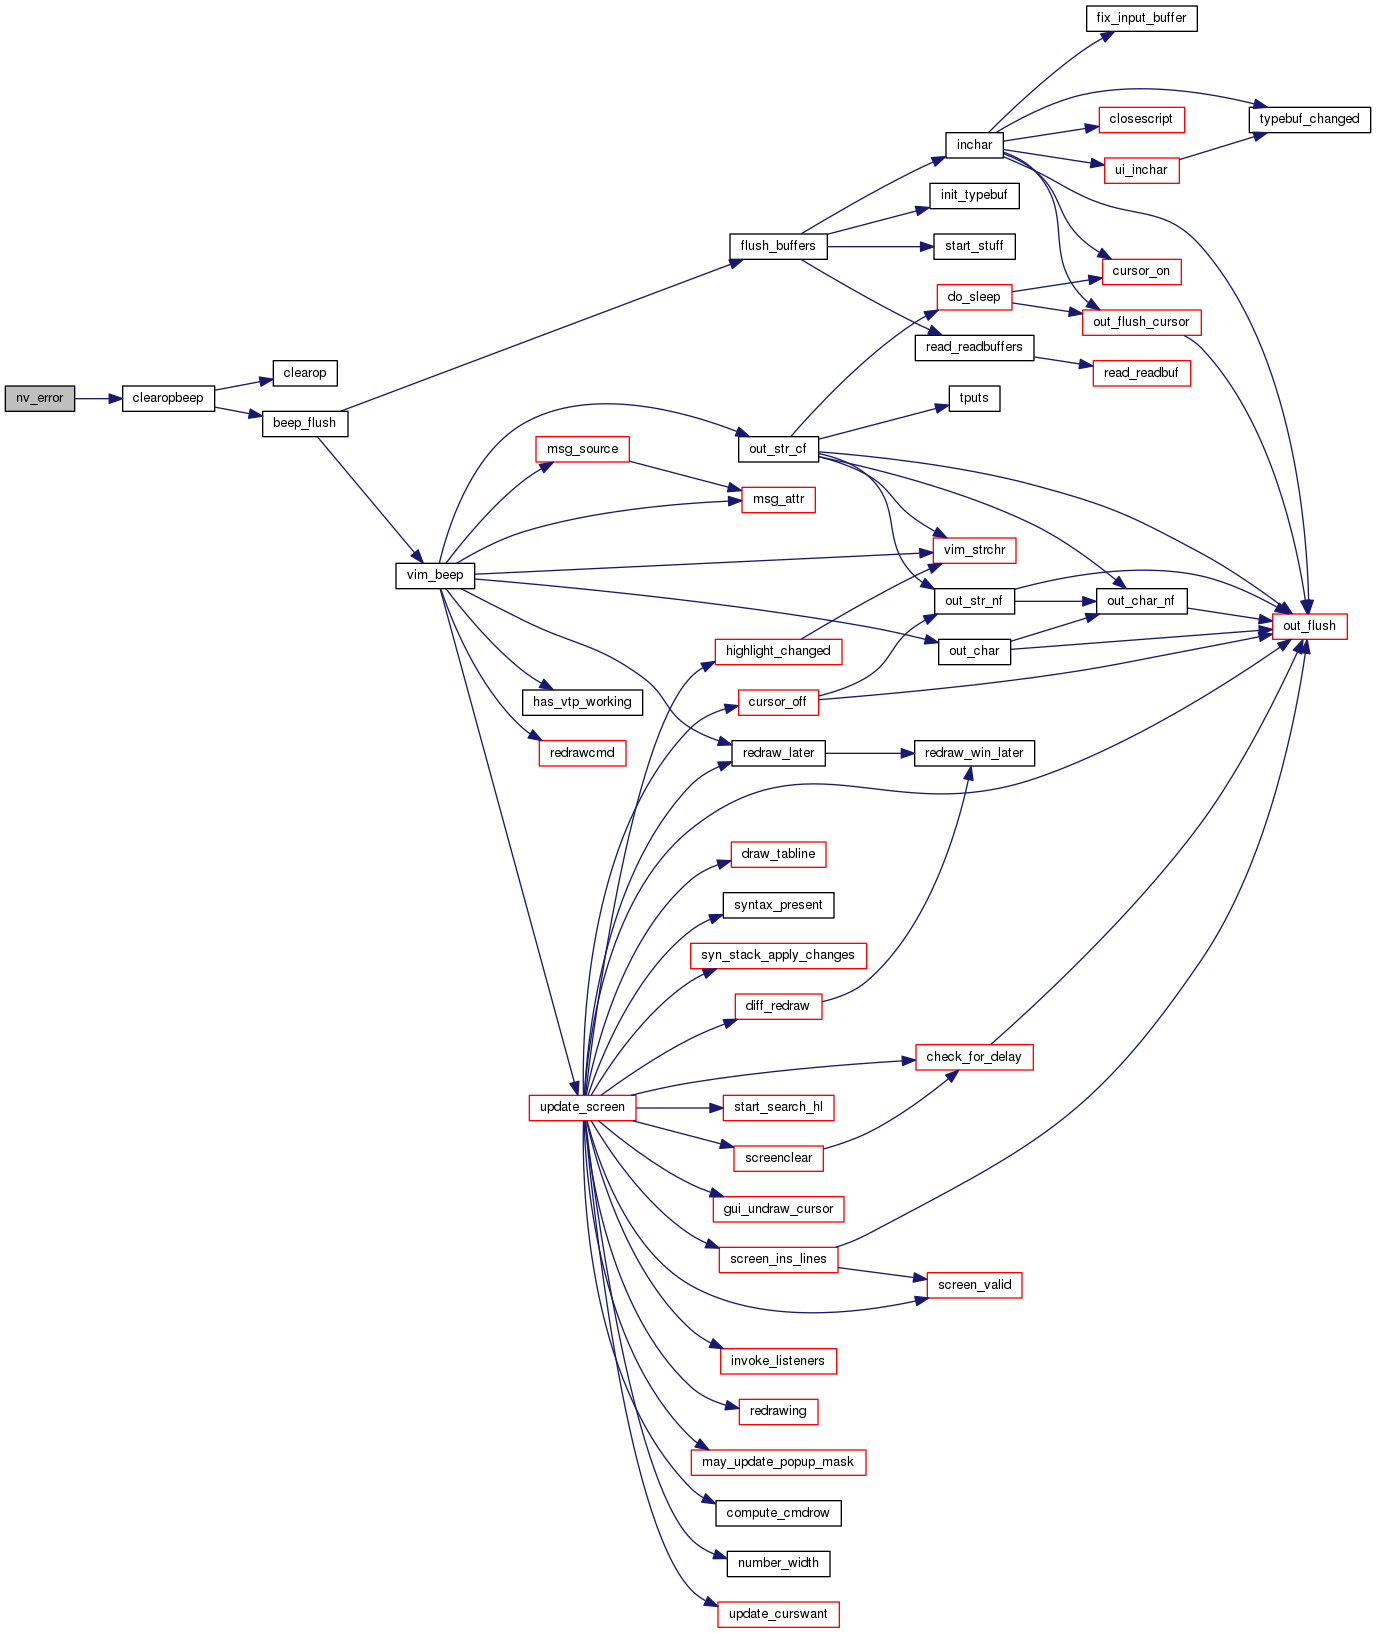 fix_input_buffer
typebuf_changed
closescript
inchar
ui_inchar
init_typebuf
flush_buffers
start_stuff
cursor_on
do_sleep
out_flush_cursor
read_readbuffers
clearop
read_readbuf
nv_error
clearopbeep
tputs
beep_flush
msg_source
out_str_cf
msg_attr
vim_strchr
vim_beep
out_str_nf
out_char_nf
out_flush
highlight_changed
out_char
has_vtp_working
cursor_off
redrawcmd
redraw_later
redraw_win_later
draw_tabline
syntax_present
syn_stack_apply_changes
diff_redraw
check_for_delay
update_screen
start_search_hl
screenclear
gui_undraw_cursor
screen_ins_lines
screen_valid
invoke_listeners
redrawing
may_update_popup_mask
compute_cmdrow
number_width
update_curswant